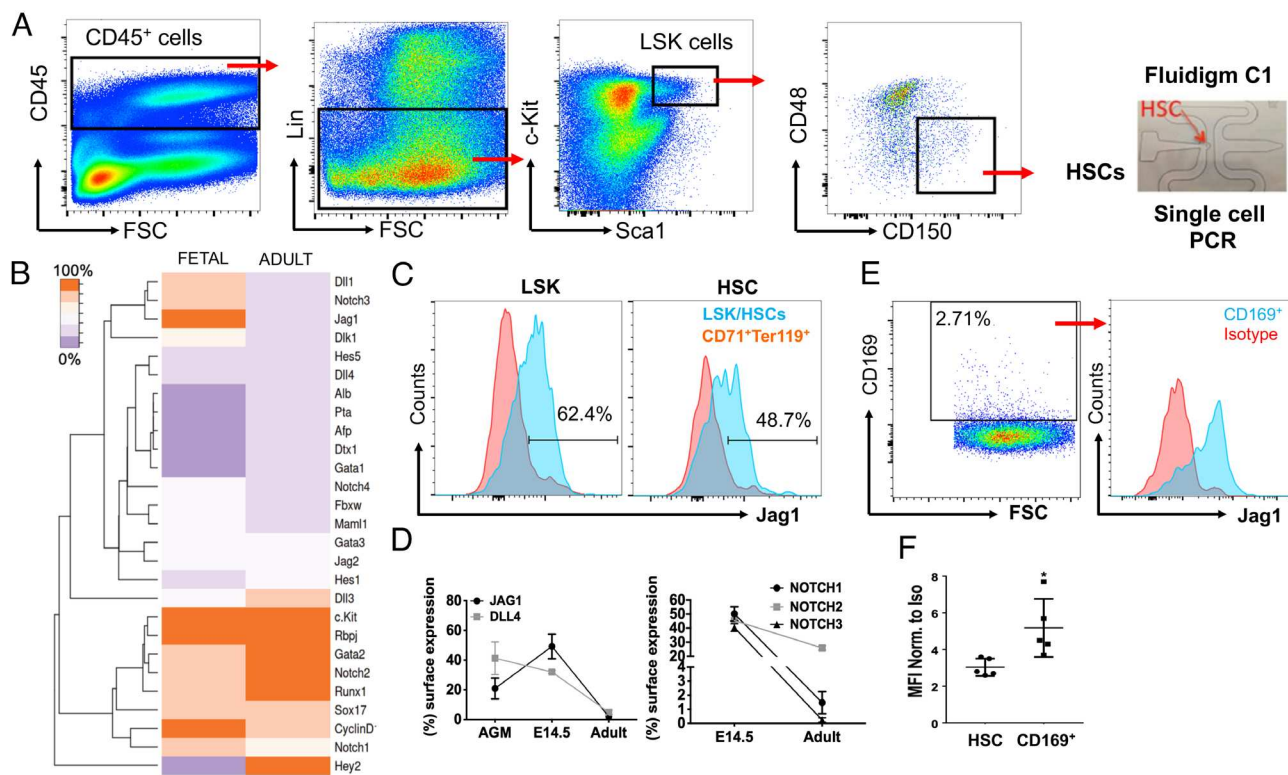 A
CD45⁺ cells
CD45
FSC
Lin
FSC
LSK cells
c-Kit
Sca1
CD48
CD150
HSCs
Fluidigm C1
HSC
Single cell
PCR
B
FETAL ADULT
100%
0%
Dll1
Notch3
Jag1
Dlk1
Hes5
Dll4
Alb
Pta
Afp
Dtx1
Gata1
Notch4
Fbxw
Maml1
Gata3
Jag2
Hes1
Dll3
c.Kit
Rbpj
Gata2
Notch2
Runx1
Sox17
CyclinD⁻
Notch1
Hey2
C
LSK
HSC
LSK/HSCs
CD71⁺Ter119⁺
62.4%
48.7%
Counts
Jag1
D
(%) surface expression
80
60
40
20
0
JAG1
DLL4
AGM E14.5 Adult
(%) surface expression
60
50
40
30
20
10
4
3
2
1
0
NOTCH1
NOTCH2
NOTCH3
E14.5 Adult
E
2.71%
CD169
FSC
CD169⁺
Isotype
Counts
Jag1
F
MFI Norm. to Iso
8
6
4
2
0
*
HSC CD169⁺